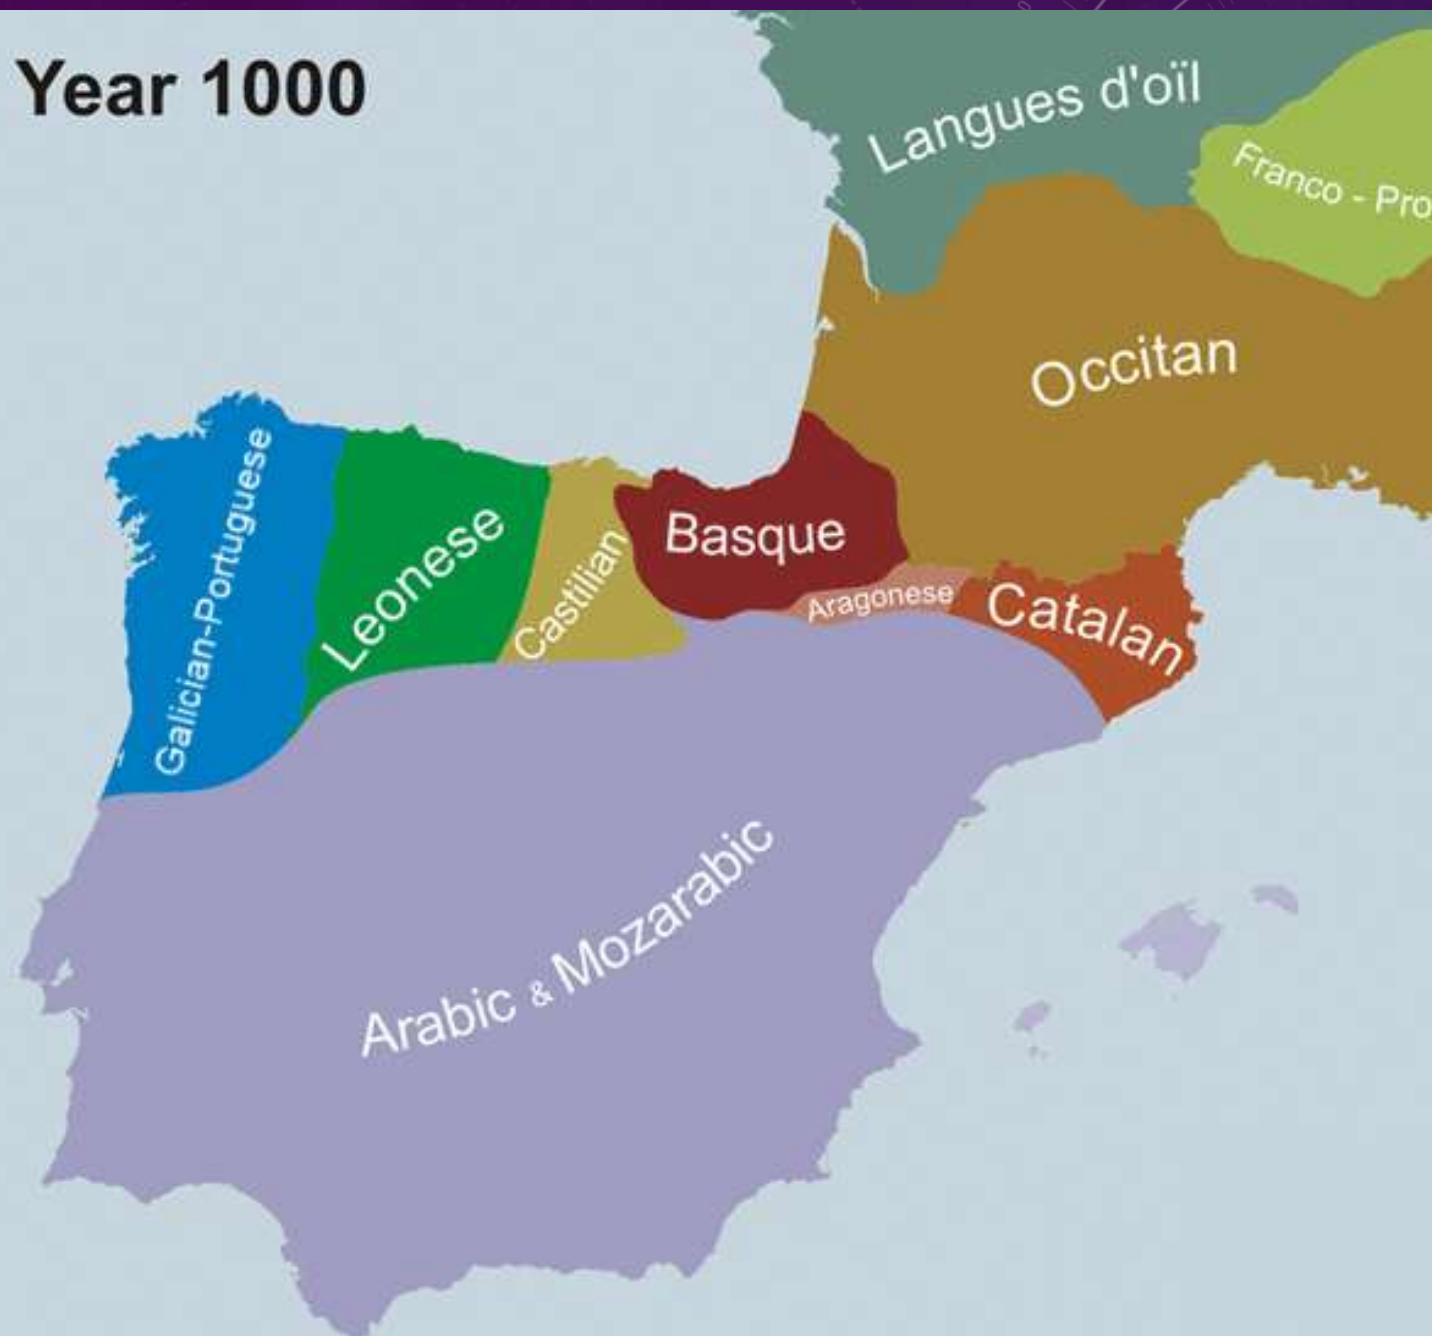 Year 1000
Langues d'oïl
Franco - Pro
Occitan
Galician-Portuguese
Leonese
Castilian
Basque
Aragonese
Catalan
Arabic & Mozarabic